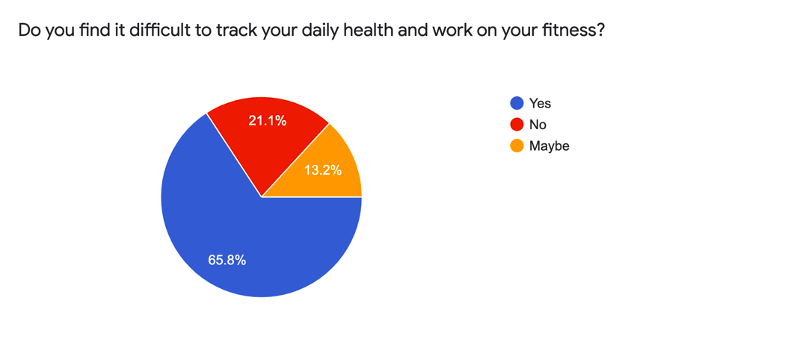 Do you find it difficult to track your daily health and work on your fitness?
21.1%
13.2%
65.8%
Yes
No
Maybe